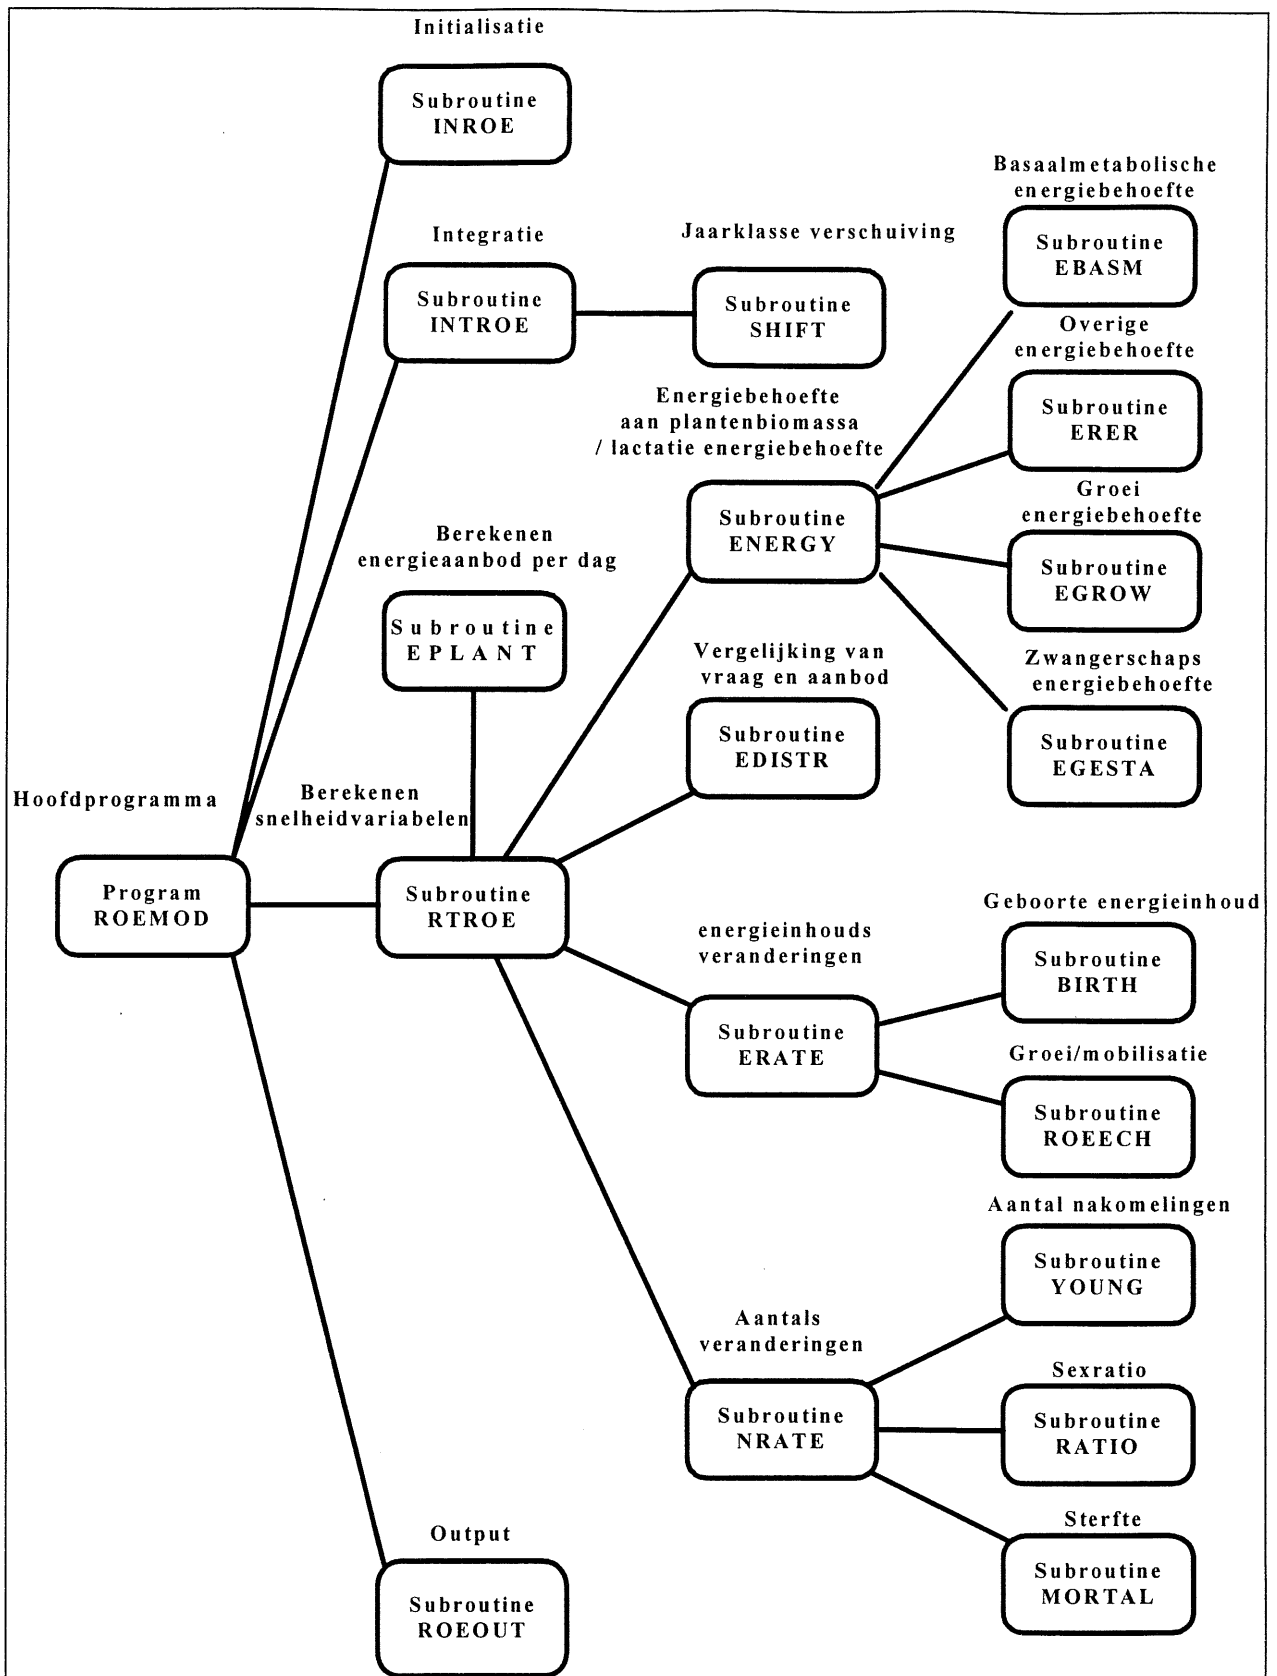 Initialisatie
Subroutine
INROE
Basaalmetabolische
energiebehoefte
Subroutine
EBASM
Integratie
Subroutine
INTROE
Jaarklasse verschuiving
Subroutine
SHIFT
Overige
energiebehoefte
Subroutine
ERER
Energiebehoefte
aan plantenbiomassa
/ lactatie energiebehoefte
Subroutine
ENERGY
Groei
energiebehoefte
Subroutine
EGROW
Berekenen
energieaanbod per dag
Subroutine
EPLANT
Vergelijking van
vraag en aanbod
Subroutine
EDISTR
Zwangerschaps
energiebehoefte
Subroutine
EGESTA
Hoofdprogramma
Program
ROEMOD
Berekenen
snelheidvariabelen
Subroutine
RTROE
energieinhouds
veranderingen
Subroutine
ERATE
Geboorte energieinhoud
Subroutine
BIRTH
Groei/mobilisatie
Subroutine
ROEECH
Aantal nakomelingen
Subroutine
YOUNG
Aantals
veranderingen
Subroutine
NRATE
Sexratio
Subroutine
RATIO
Sterfte
Subroutine
MORTAL
Output
Subroutine
ROEOUT